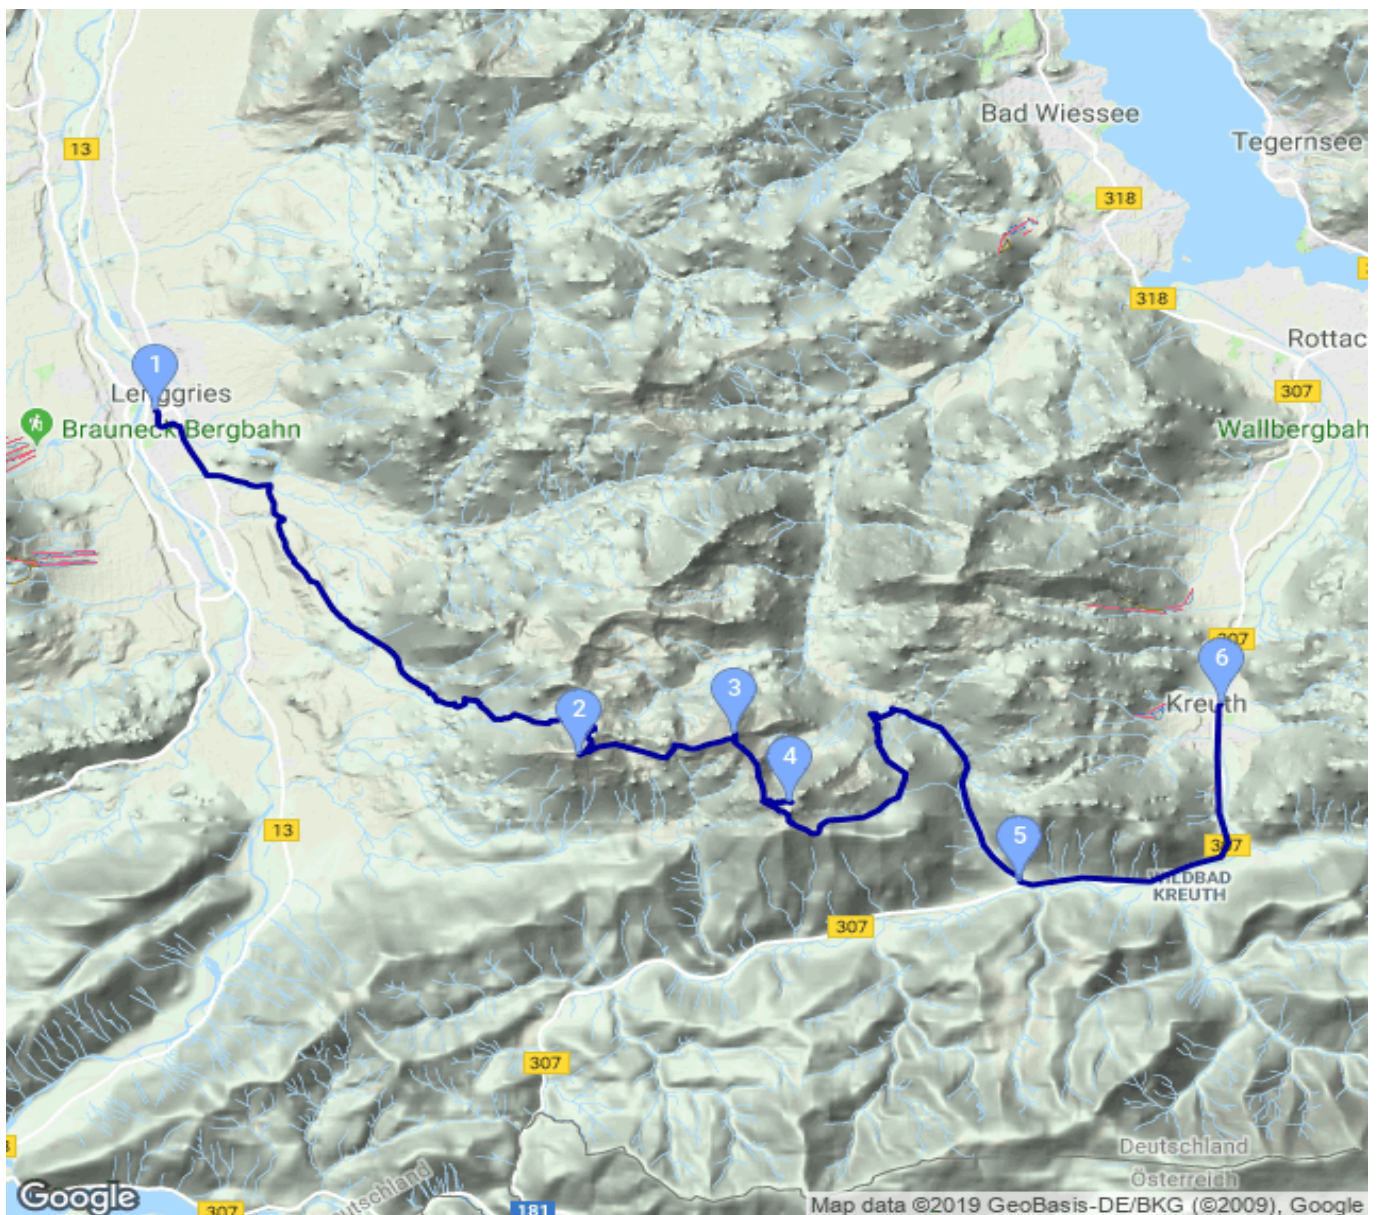 Bad Wiessee
Tegernsee
13
318
318
Rottac
307
1
Lenggries
Brauneck Bergbahn
Wallbergbah
307
6
Kreuth
3
2
4
13
5
307
WILDBAD
KREUTH
307
307
Deutschland
Österreich
Google
307
181
Map data ©2019 GeoBasis-DE/BKG (©2009), Google